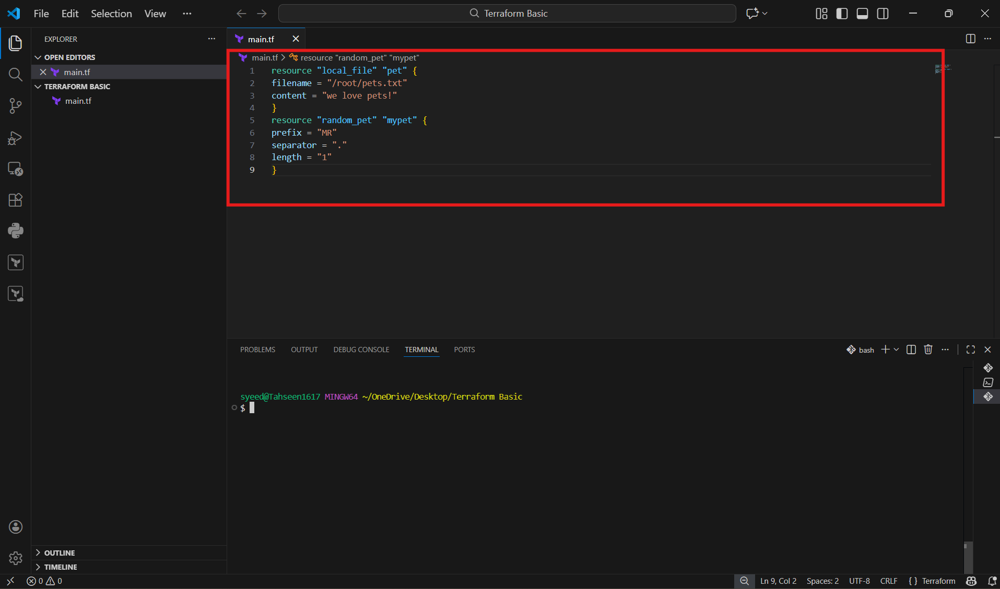 File Edit Selection View
Terraform Basic
EXPLORER
OPEN EDITORS
main.tf
TERRAFORM BASIC
main.tf
main.tf
main.tf > resource "random_pet" "mypet"
1 resource "local_file" "pet" {
2 filename = "/root/pets.txt"
3 content = "we love pets!"
4 }
5 resource "random_pet" "mypet" {
6 prefix = "MR"
7 separator = "."
8 length = "1"
9 }
PROBLEMS OUTPUT DEBUG CONSOLE TERMINAL PORTS
bash
syeed@Tahseen1617 MINGW64 ~/OneDrive/Desktop/Terraform Basic
$
OUTLINE
TIMELINE
0 0
Ln 9, Col 2 Spaces: 2 UTF-8 CRLF {} Terraform